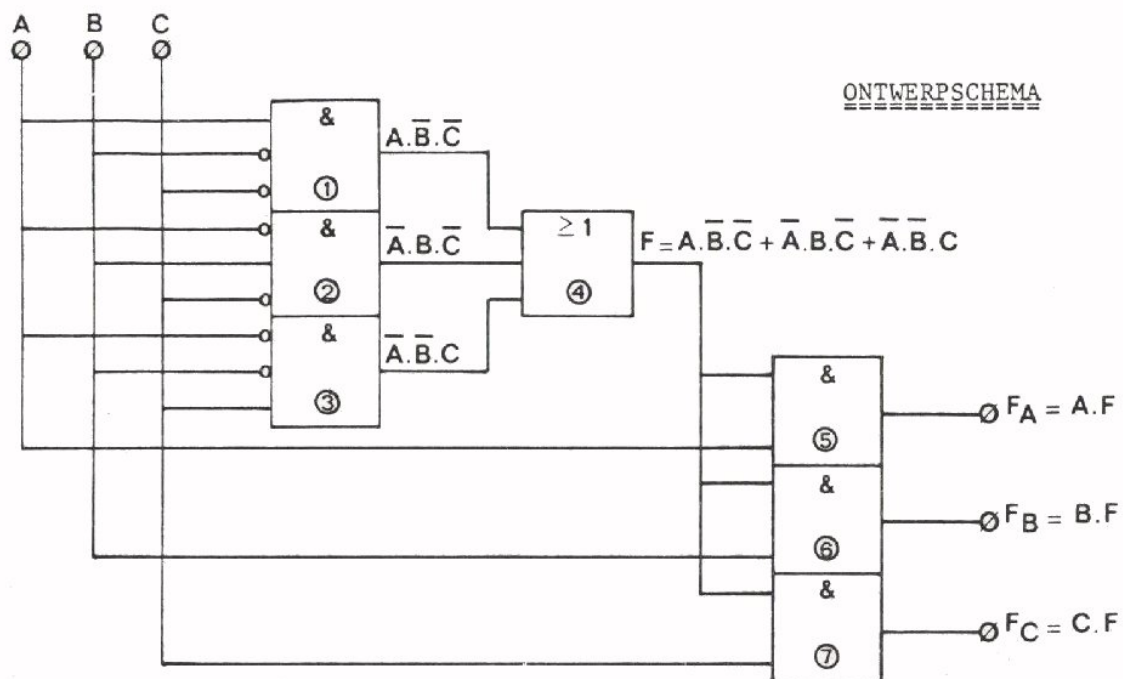 A B C
ONTWERPSCHEMA
&
A.B̅.C̅
①
&
A̅.B.C̅
②
&
A̅.B̅.C
③
≥1
F = A.B̅.C̅ + A̅.B.C̅ + A̅.B̅.C
④
&
F_A = A.F
⑤
&
F_B = B.F
⑥
&
F_C = C.F
⑦